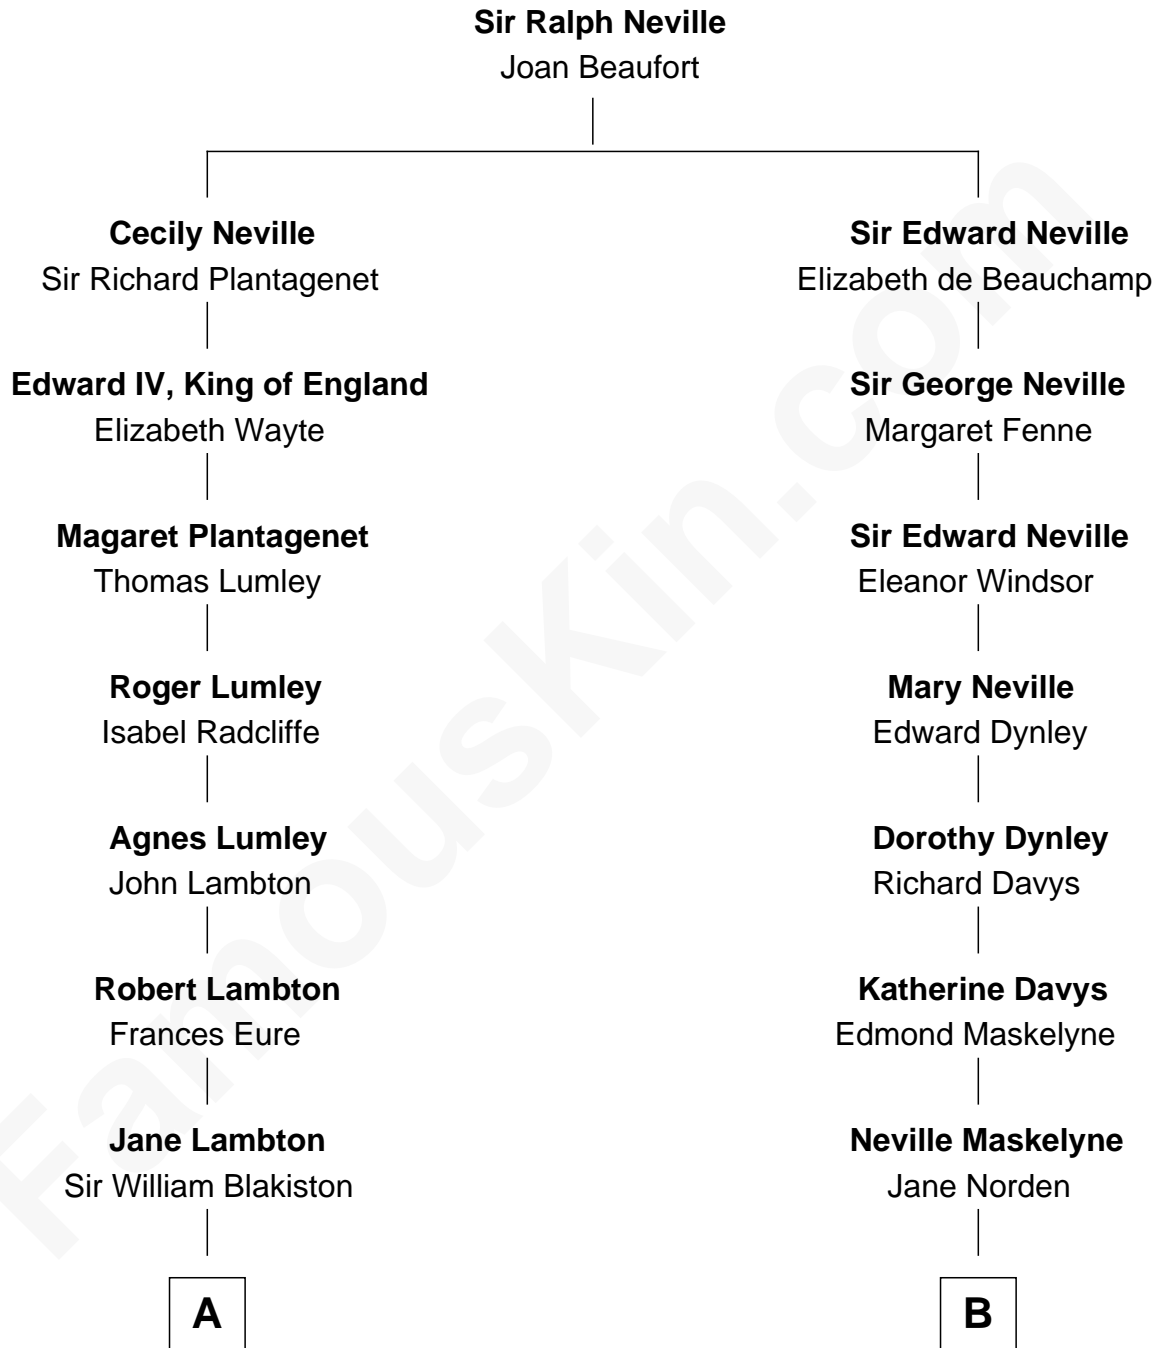 Sir Ralph Neville
Joan Beaufort
Cecily Neville
Sir Richard Plantagenet
Sir Edward Neville
Elizabeth de Beauchamp
Edward IV, King of England
Elizabeth Wayte
Sir George Neville
Margaret Fenne
Magaret Plantagenet
Thomas Lumley
Sir Edward Neville
Eleanor Windsor
Roger Lumley
Isabel Radcliffe
Mary Neville
Edward Dynley
Agnes Lumley
John Lambton
Dorothy Dynley
Richard Davys
Robert Lambton
Frances Eure
Katherine Davys
Edmond Maskelyne
Jane Lambton
Sir William Blakiston
Neville Maskelyne
Jane Norden
A
B
FamousKin.com